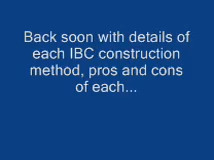 Back soon with details of
each IBC construction
method, pros and cons
of each...